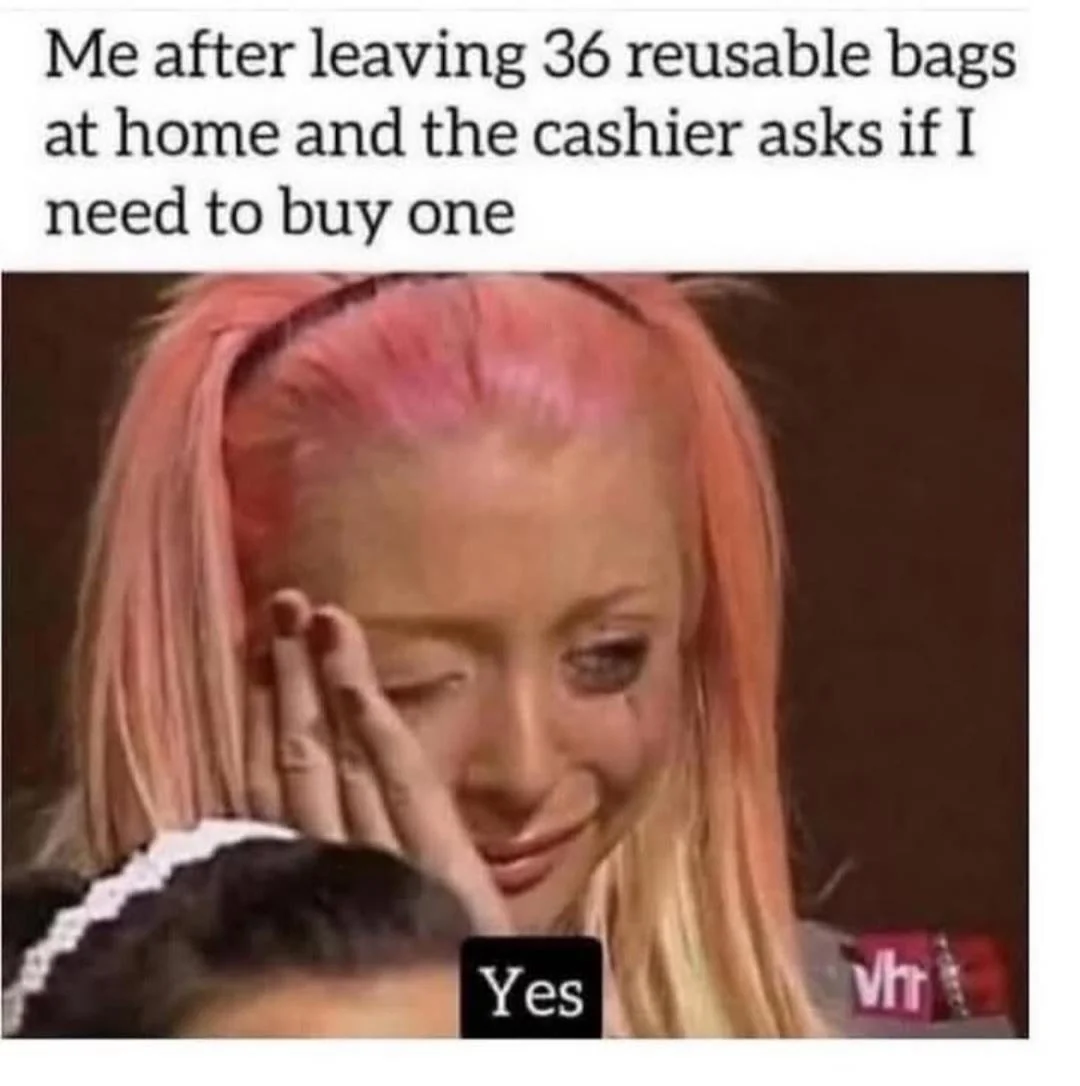 Me after leaving 36 reusable bags
at home and the cashier asks if I
need to buy one
Yes
vh1